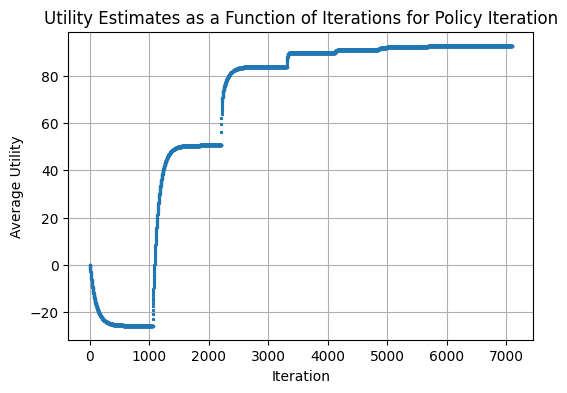 Utility Estimates as a Function of Iterations for Policy Iteration
Average Utility
80
60
40
20
0
−20
0 1000 2000 3000 4000 5000 6000 7000
Iteration